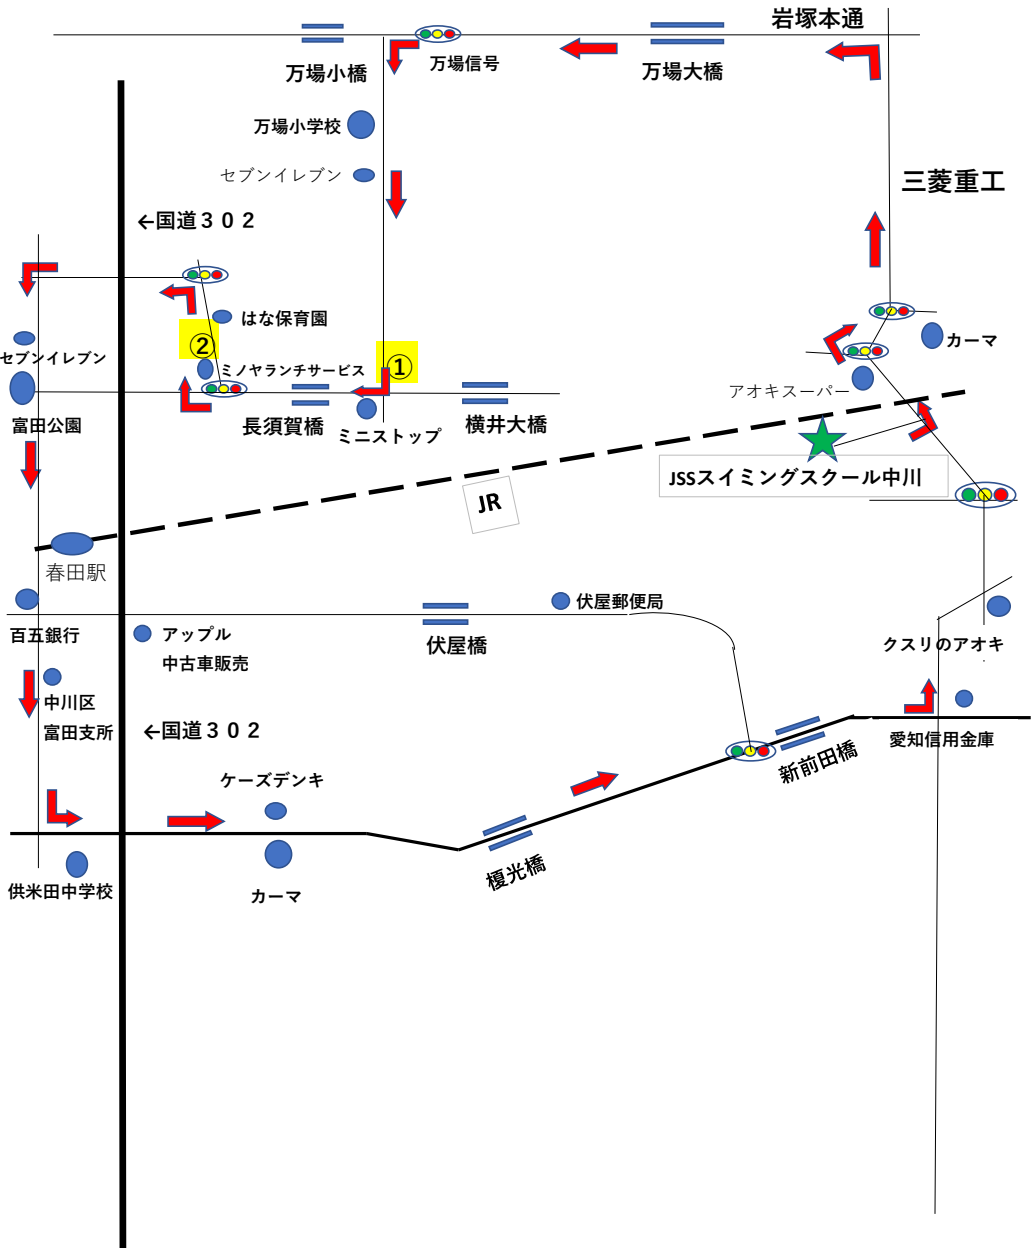 岩塚本通
万場小橋
万場信号
万場大橋
万場小学校
セブンイレブン
三菱重工
←国道３０２
はな保育園
②
ミノヤランチサービス
①
カーマ
セブンイレブン
アオキスーパー
富田公園
長須賀橋
ミニストップ
横井大橋
JSSスイミングスクール中川
JR
春田駅
伏屋郵便局
百五銀行
アップル
中古車販売
伏屋橋
クスリのアオキ
中川区
富田支所
←国道３０２
愛知信用金庫
新前田橋
ケーズデンキ
榎光橋
供米田中学校
カーマ